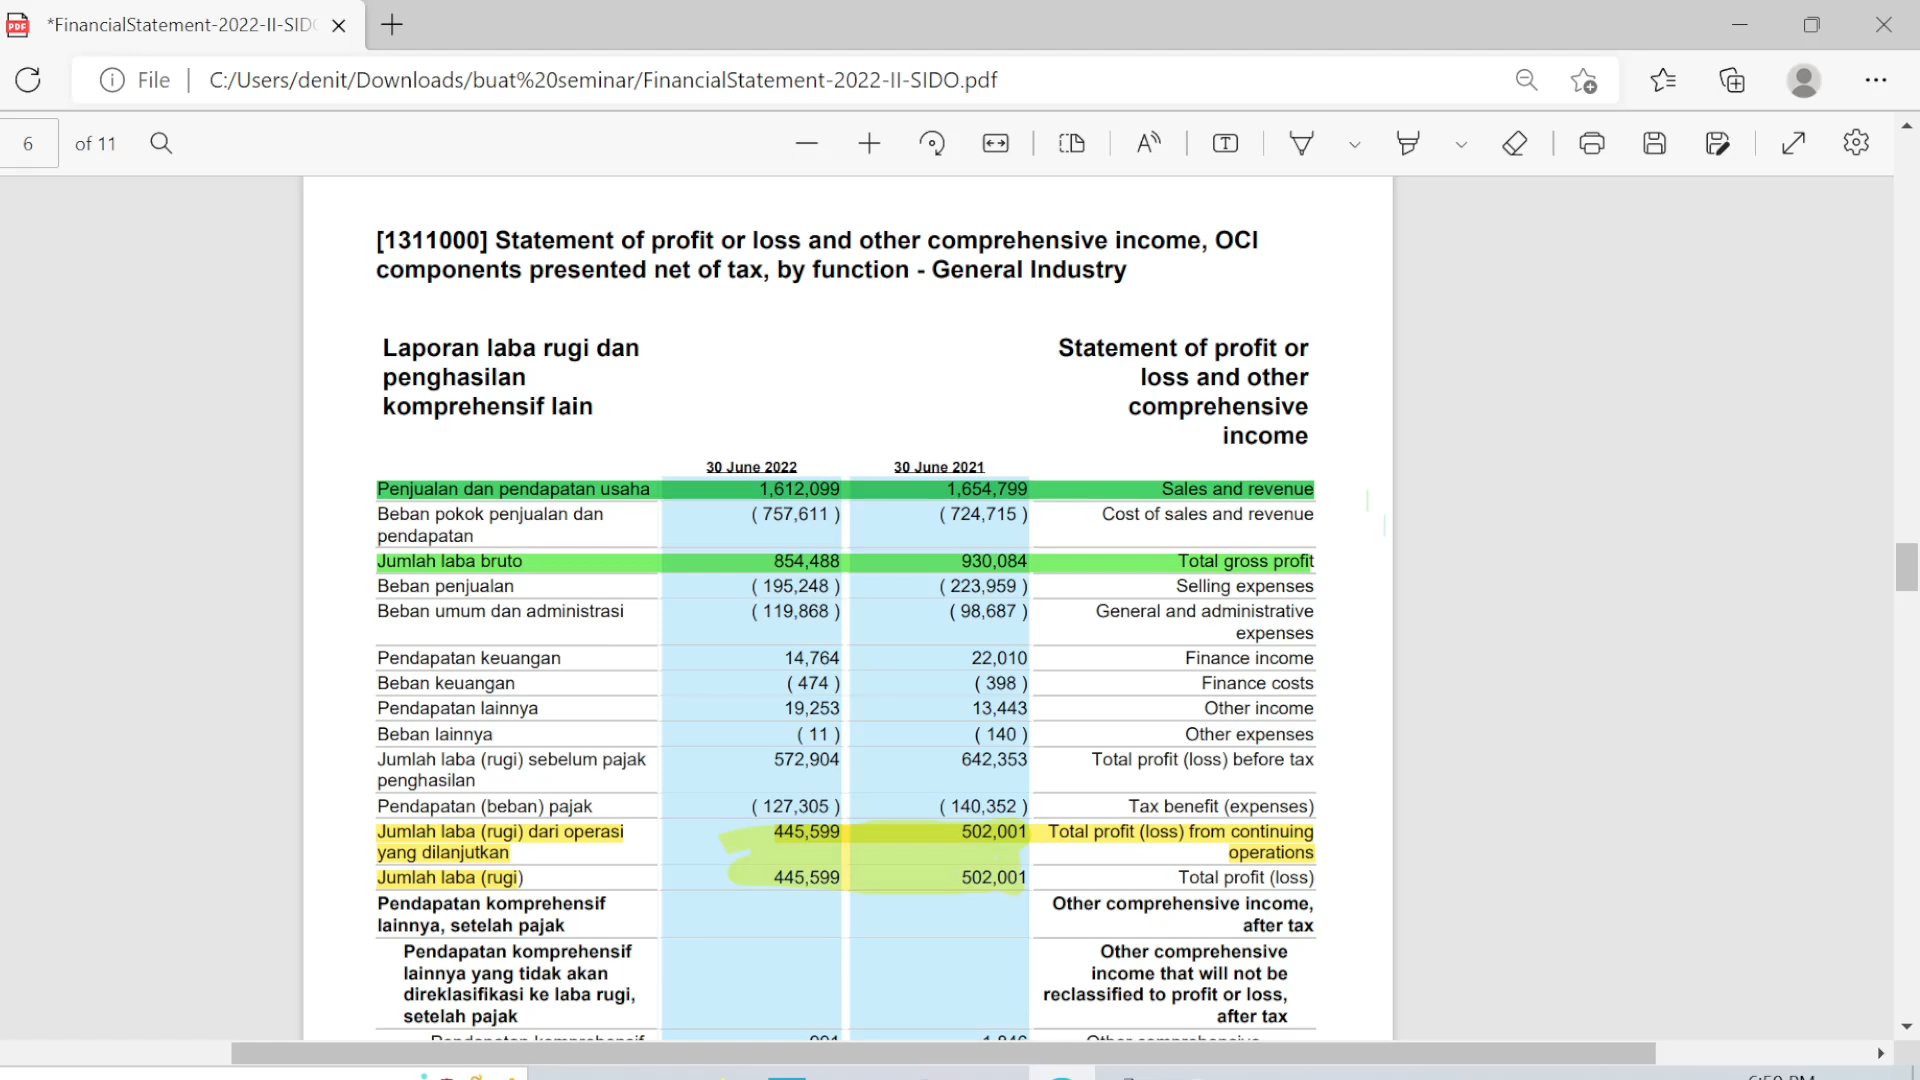 *FinancialStatement-2022-II-SID
File
C:/Users/denit/Downloads/buat%20seminar/FinancialStatement-2022-II-SIDO.pdf
6 of 11
[1311000] Statement of profit or loss and other comprehensive income, OCI
components presented net of tax, by function - General Industry
Laporan laba rugi dan
penghasilan
komprehensif lain
Statement of profit or
loss and other
comprehensive
income
30 June 2022 30 June 2021
Penjualan dan pendapatan usaha 1,612,099 1,654,799 Sales and revenue
Beban pokok penjualan dan ( 757,611 ) ( 724,715 ) Cost of sales and revenue
pendapatan
Jumlah laba bruto 854,488 930,084 Total gross profit
Beban penjualan ( 195,248 ) ( 223,959 ) Selling expenses
Beban umum dan administrasi ( 119,868 ) ( 98,687 ) General and administrative
expenses
Pendapatan keuangan 14,764 22,010 Finance income
Beban keuangan ( 474 ) ( 398 ) Finance costs
Pendapatan lainnya 19,253 13,443 Other income
Beban lainnya ( 11 ) ( 140 ) Other expenses
Jumlah laba (rugi) sebelum pajak 572,904 642,353 Total profit (loss) before tax
penghasilan
Pendapatan (beban) pajak ( 127,305 ) ( 140,352 ) Tax benefit (expenses)
Jumlah laba (rugi) dari operasi 445,599 502,001 Total profit (loss) from continuing
yang dilanjutkan operations
Jumlah laba (rugi) 445,599 502,001 Total profit (loss)
Pendapatan komprehensif Other comprehensive income,
lainnya, setelah pajak after tax
Pendapatan komprehensif Other comprehensive
lainnya yang tidak akan income that will not be
direklasifikasi ke laba rugi, reclassified to profit or loss,
setelah pajak after tax